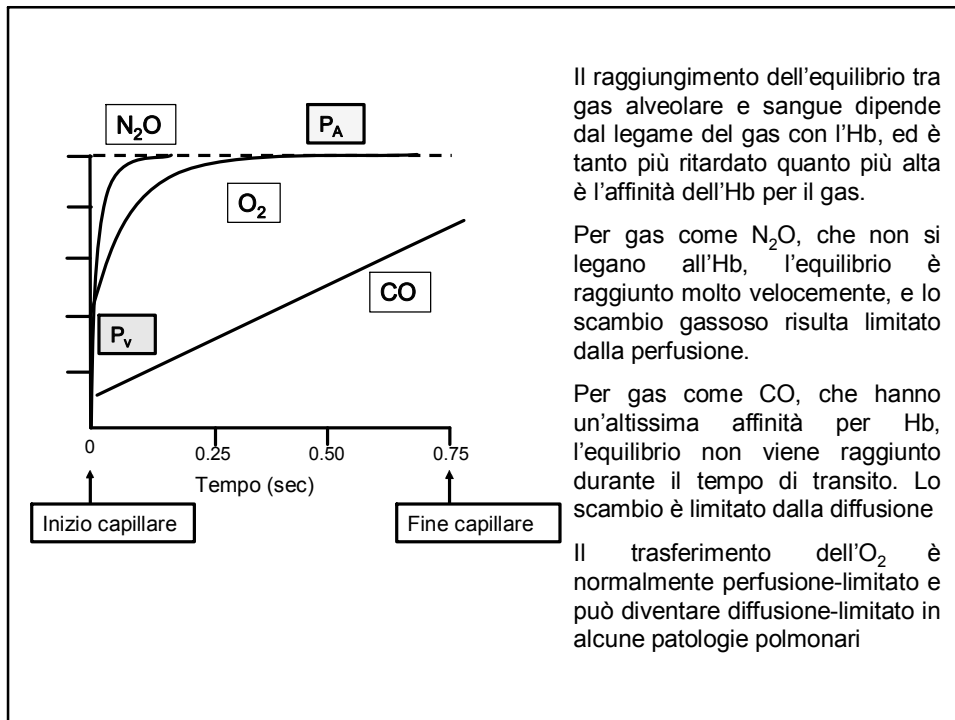 N₂O
P_A
O₂
CO
P_v
0
0.25
0.50
0.75
Tempo (sec)
Inizio capillare
Fine capillare
Il raggiungimento dell'equilibrio tra
gas alveolare e sangue dipende
dal legame del gas con l'Hb, ed è
tanto più ritardato quanto più alta
è l'affinità dell'Hb per il gas.
Per gas come N₂O, che non si
legano all'Hb, l'equilibrio è
raggiunto molto velocemente, e lo
scambio gassoso risulta limitato
dalla perfusione.
Per gas come CO, che hanno
un'altissima affinità per Hb,
l'equilibrio non viene raggiunto
durante il tempo di transito. Lo
scambio è limitato dalla diffusione
Il trasferimento dell'O₂ è
normalmente perfusione-limitato e
può diventare diffusione-limitato in
alcune patologie polmonari